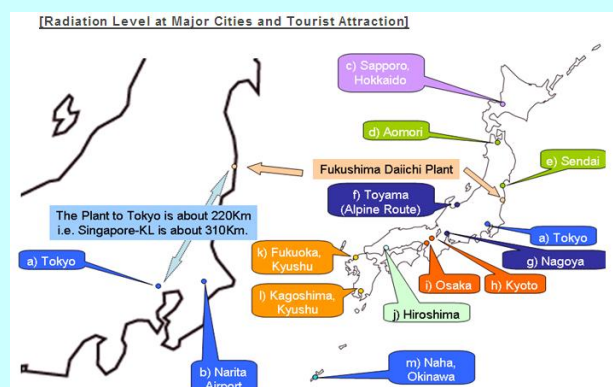 [Radiation Level at Major Cities and Tourist Attraction]
c) Sapporo,
Hokkaido
d) Aomori
e) Sendai
Fukushima Daiichi Plant
f) Toyama
(Alpine Route)
The Plant to Tokyo is about 220Km
i.e. Singapore-KL is about 310Km.
a) Tokyo
k) Fukuoka,
Kyushu
a) Tokyo
g) Nagoya
i) Osaka
h) Kyoto
l) Kagoshima,
Kyushu
j) Hiroshima
b) Narita
Airport
m) Naha,
Okinawa